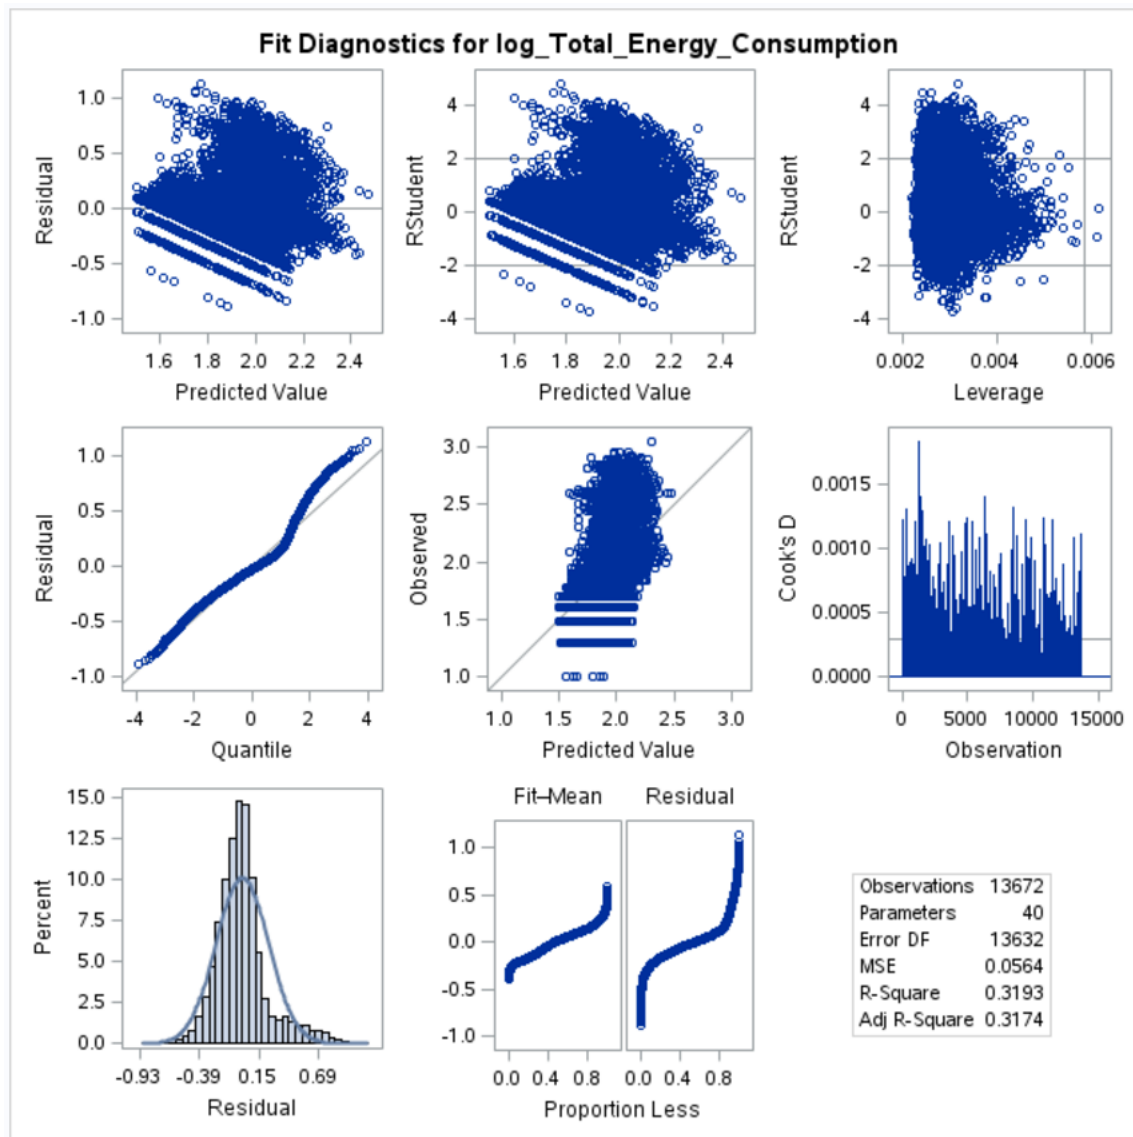 Fit Diagnostics for log_Total_Energy_Consumption
Residual
1.0
0.5
0.0
-0.5
-1.0
1.6 1.8 2.0 2.2 2.4
Predicted Value
RStudent
4
2
0
-2
-4
1.6 1.8 2.0 2.2 2.4
Predicted Value
RStudent
4
2
0
-2
-4
0.002 0.004 0.006
Leverage
Residual
1.0
0.5
0.0
-0.5
-1.0
-4 -2 0 2 4
Quantile
Observed
3.0
2.5
2.0
1.5
1.0
1.0 1.5 2.0 2.5 3.0
Predicted Value
Cook's D
0.0015
0.0010
0.0005
0.0000
0 5000 10000 15000
Observation
Percent
15.0
12.5
10.0
7.5
5.0
2.5
0.0
-0.93 -0.39 0.15 0.69
Residual
Fit–Mean Residual
1.0
0.5
0.0
-0.5
-1.0
0.0 0.4 0.8 0.0 0.4 0.8
Proportion Less
Observations 13672
Parameters 40
Error DF 13632
MSE 0.0564
R-Square 0.3193
Adj R-Square 0.3174